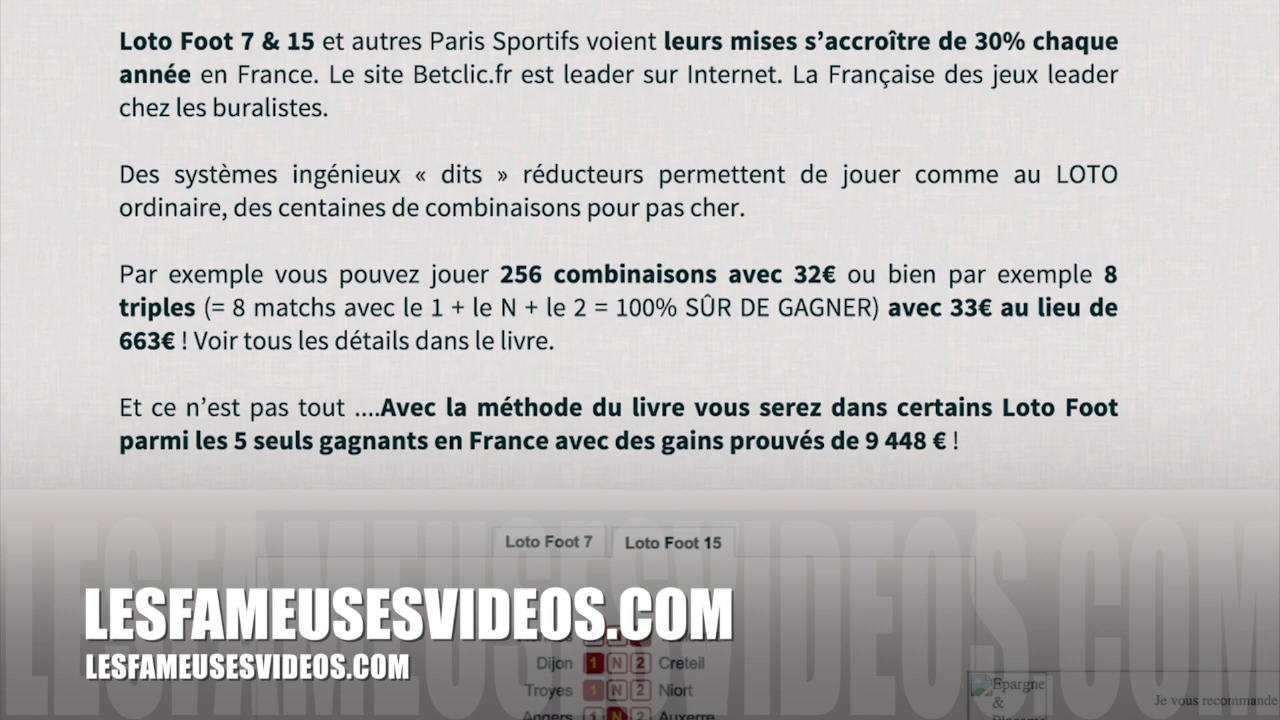 Loto Foot 7 & 15 et autres Paris Sportifs voient leurs mises s’accroître de 30% chaque
année en France. Le site Betclic.fr est leader sur Internet. La Française des jeux leader
chez les buralistes.
Des systèmes ingénieux « dits » réducteurs permettent de jouer comme au LOTO
ordinaire, des centaines de combinaisons pour pas cher.
Par exemple vous pouvez jouer 256 combinaisons avec 32€ ou bien par exemple 8
triples (= 8 matchs avec le 1 + le N + le 2 = 100% SÛR DE GAGNER) avec 33€ au lieu de
663€ ! Voir tous les détails dans le livre.
Et ce n’est pas tout ....Avec la méthode du livre vous serez dans certains Loto Foot
parmi les 5 seuls gagnants en France avec des gains prouvés de 9 448 € !
Loto Foot 7 Loto Foot 15
LESFAMEUSESVIDEOS.COM
LESFAMEUSESVIDEOS.COM
LESFAMEUSESVIDEOS.COM
Dijon 1 N 2 Creteil
Troyes 1 N 2 Niort
Angers 1 N 2 Auxerre
Epargne
&
Je vous recommande